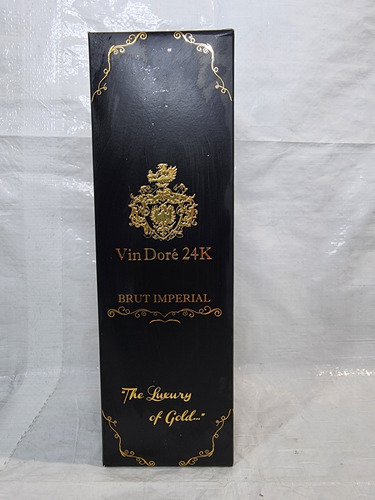 Vin Doré 24K
BRUT IMPERIAL
"The Luxury
of Gold..."